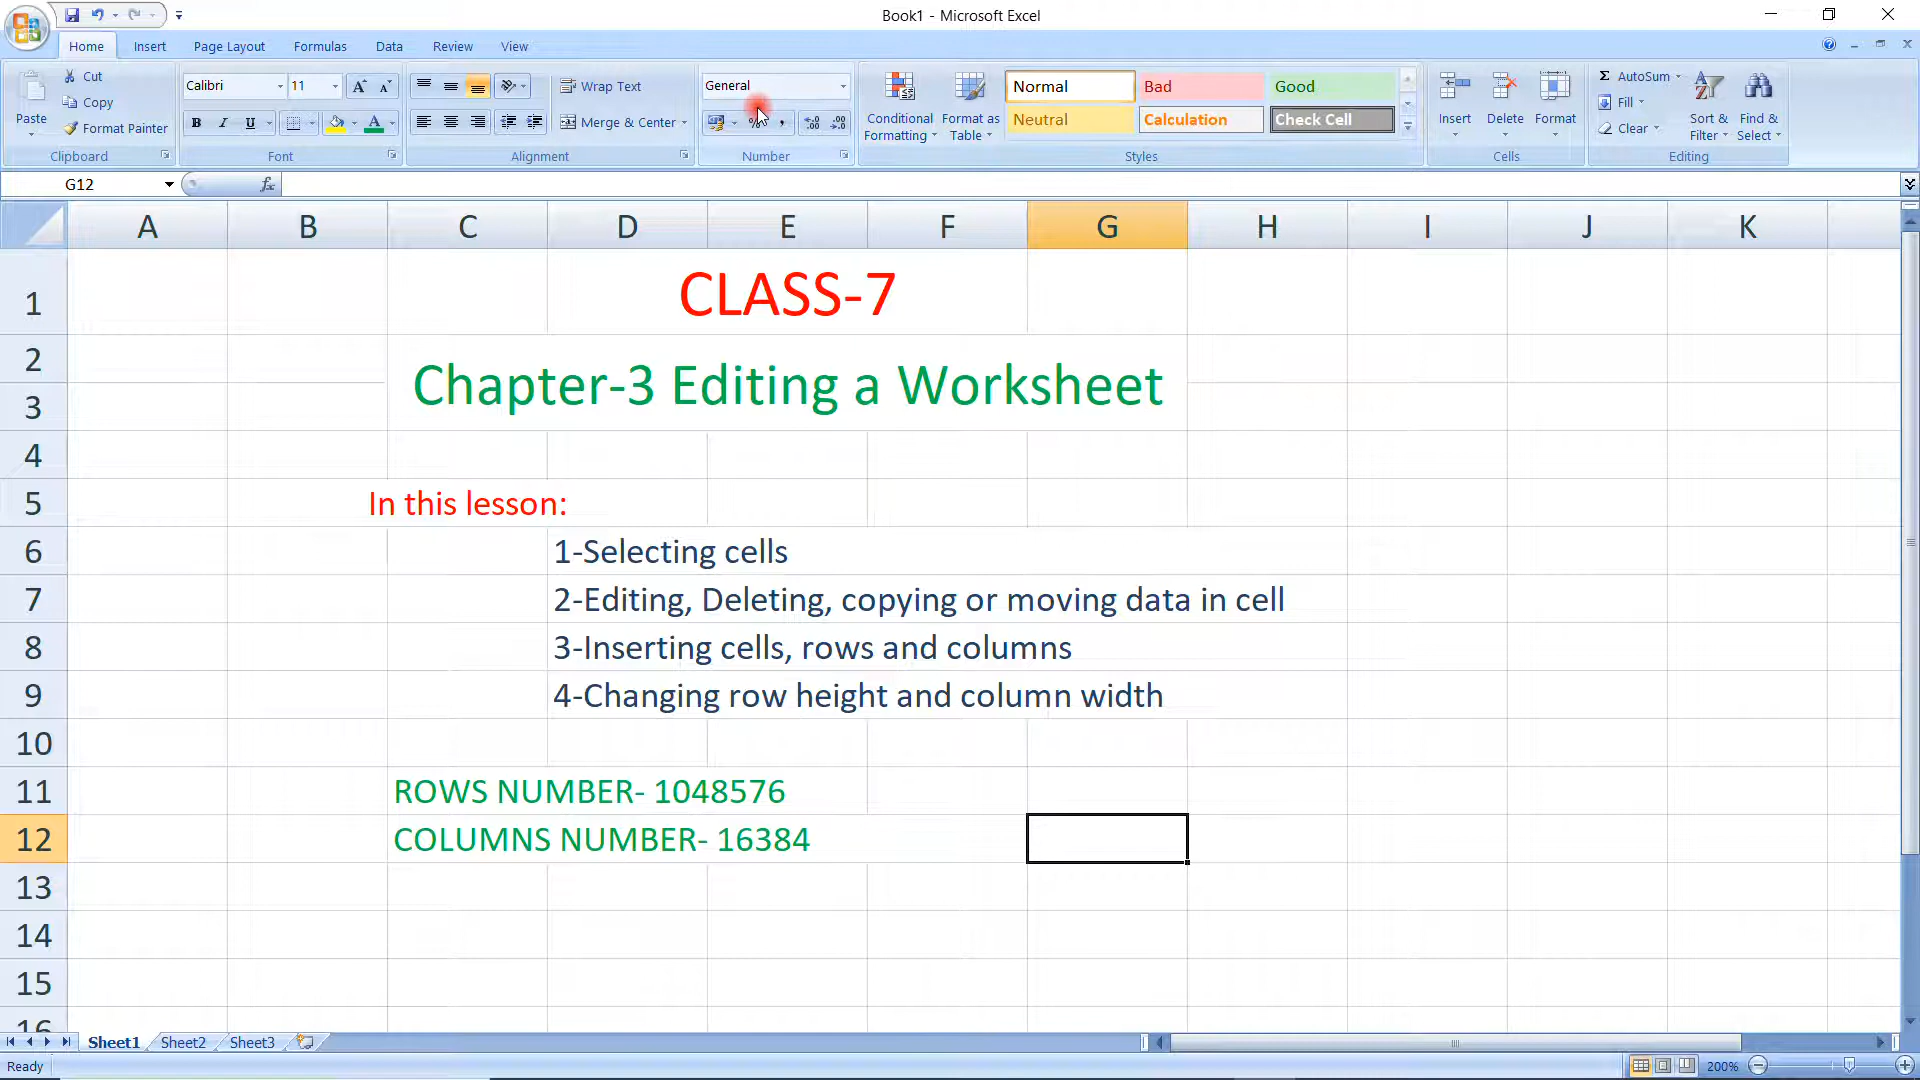 Book1 - Microsoft Excel
Home Insert Page Layout Formulas Data Review View
Paste Cut Copy Format Painter
Calibri 11
B I U
Wrap Text
Merge & Center
General
% ,
Conditional Formatting
Format as Table
Normal Bad Good
Neutral Calculation Check Cell
Insert Delete Format
Σ AutoSum
Fill
Clear
Sort & Filter
Find & Select
Clipboard Font Alignment Number Styles Cells Editing
G12 fx
A B C D E F G H I J K
1 CLASS-7
2
Chapter-3 Editing a Worksheet
3
4
5 In this lesson:
6 1-Selecting cells
7 2-Editing, Deleting, copying or moving data in cell
8 3-Inserting cells, rows and columns
9 4-Changing row height and column width
10
11 ROWS NUMBER- 1048576
12 COLUMNS NUMBER- 16384
13
14
15
16
Sheet1 Sheet2 Sheet3
Ready 200%